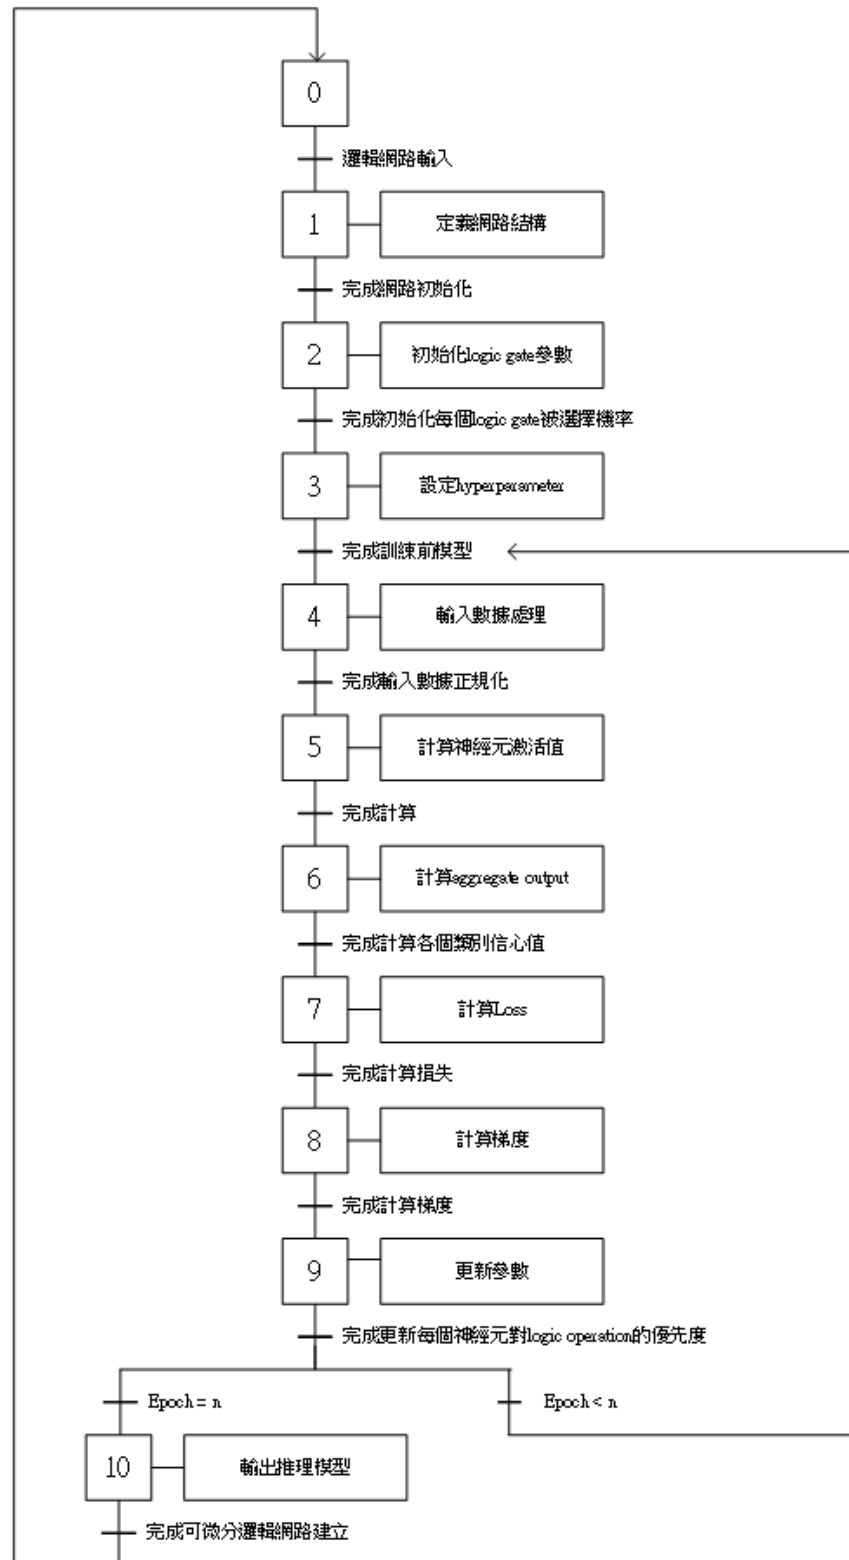 0
邏輯網路輸入
1
定義網路結構
完成網路初始化
2
初始化logic gate參數
完成初始化每個logic gate被選擇機率
3
設定hyperparameter
完成訓練前模型
4
輸入數據處理
完成輸入數據正規化
5
計算神經元激活值
完成計算
6
計算aggregate output
完成計算各個類別信心值
7
計算Loss
完成計算損失
8
計算梯度
完成計算梯度
9
更新參數
完成更新每個神經元對logic operation的優先度
Epoch = n
Epoch < n
10
輸出推理模型
完成可微分邏輯網路建立